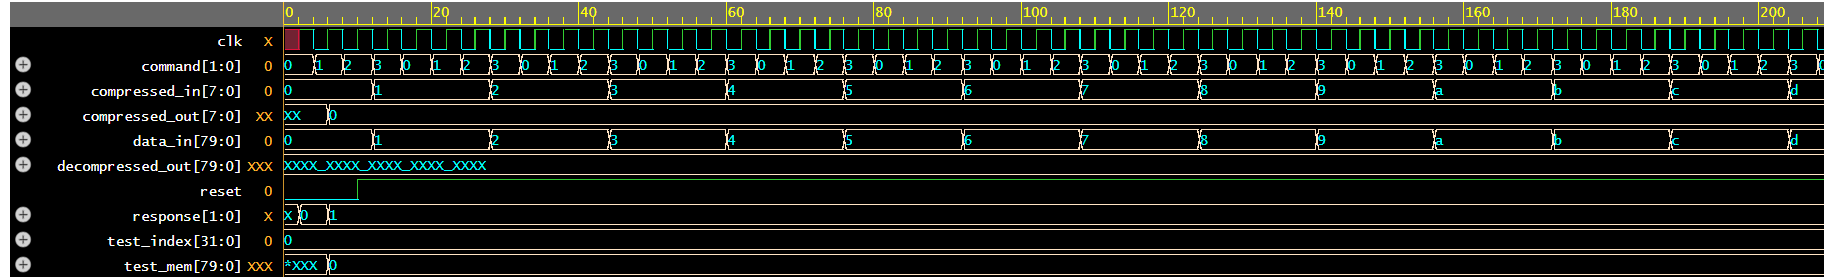 0 20 40 60 80 100 120 140 160 180 200
clk x
command[1:0] 0 0 1 2 3 0 1 2 3 0 1 2 3 0 1 2 3 0 1 2 3 0 1 2 3 0 1 2 3 0 1 2 3 0 1 2 3 0 1 2 3 0 1 2 3 0 1 2 3 0 1 2 3 0
compressed_in[7:0] 0 0 1 2 3 4 5 6 7 8 9 a b c d
compressed_out[7:0] xx xx 0
data_in[79:0] 0 0 1 2 3 4 5 6 7 8 9 a b c d
decompressed_out[79:0] xxx xxxx_xxxx_xxxx_xxxx_xxxx
reset 0
response[1:0] x x 0 1
test_index[31:0] 0 0
test_mem[79:0] xxx *xxx 0